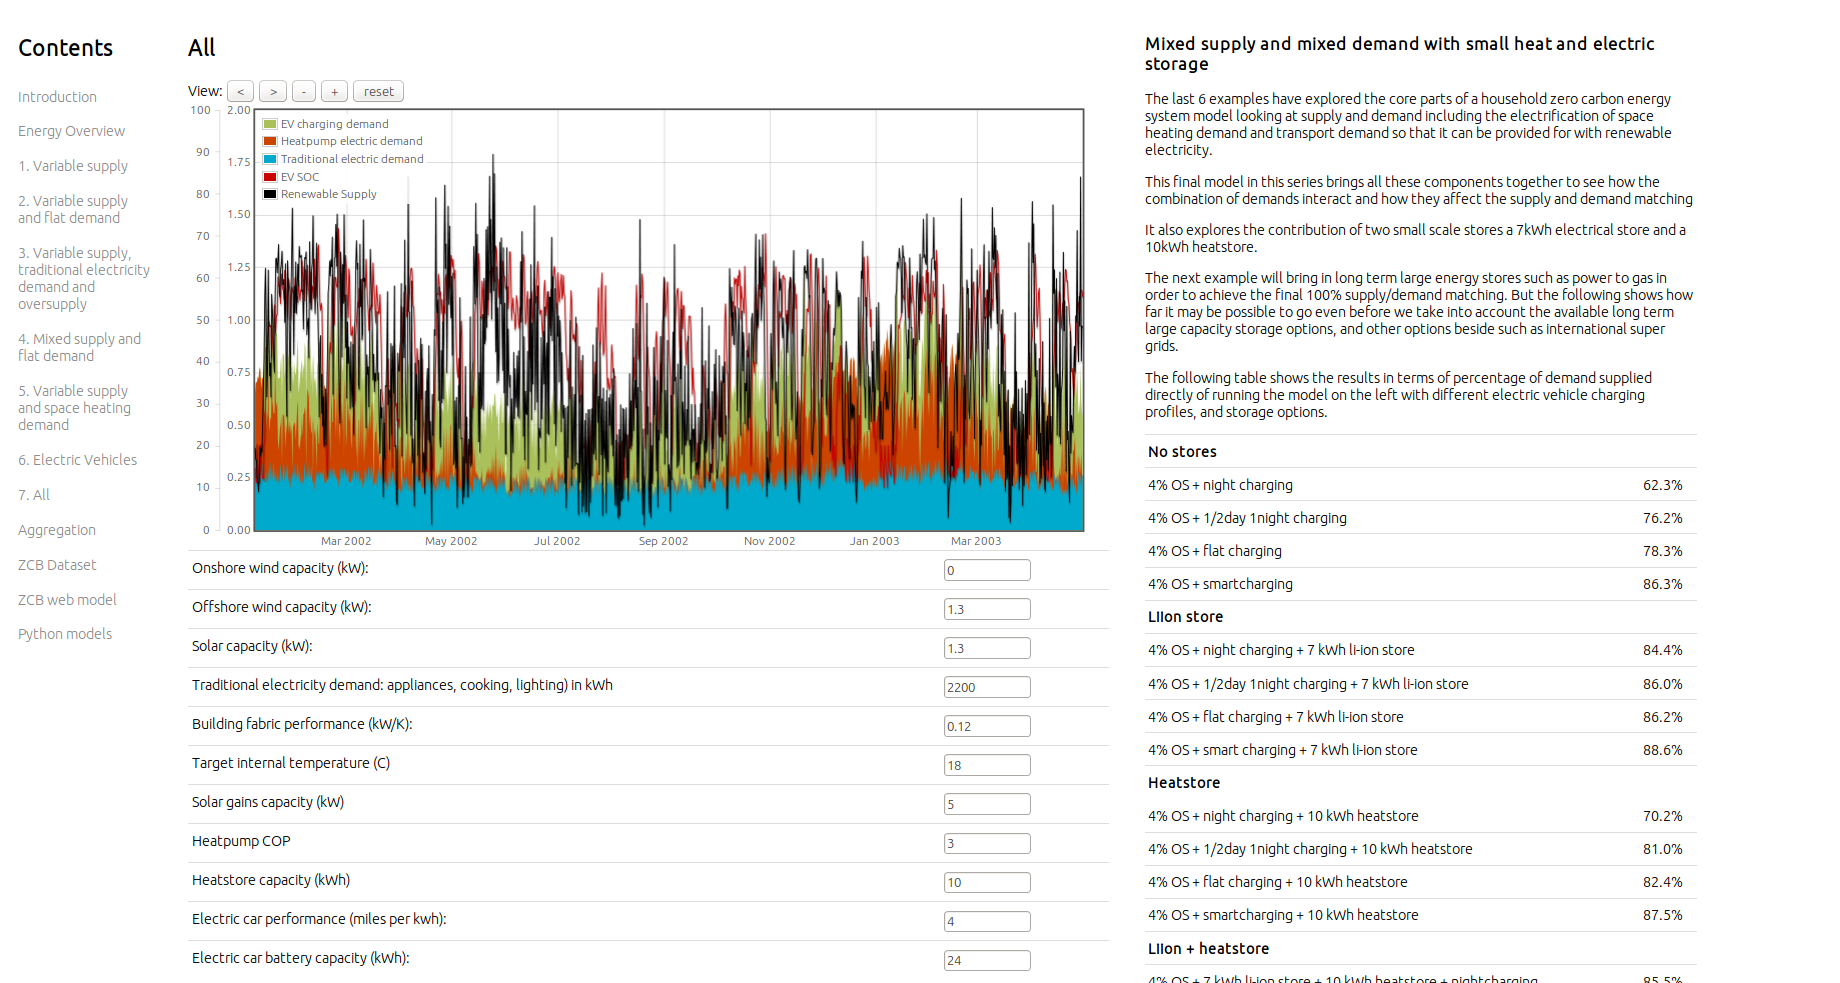 Contents
Introduction
Energy Overview
1. Variable supply
2. Variable supply
and flat demand
3. Variable supply,
traditional electricity
demand and
oversupply
4. Mixed supply and
flat demand
5. Variable supply
and space heating
demand
6. Electric Vehicles
7. All
Aggregation
ZCB Dataset
ZCB web model
Python models
All
View: < > - + reset
100
90
80
70
60
50
40
30
20
10
0
2.00
1.75
1.50
1.25
1.00
0.75
0.50
0.25
0.00
EV charging demand
Heatpump electric demand
Traditional electric demand
EV SOC
Renewable Supply
Mar 2002 May 2002 Jul 2002 Sep 2002 Nov 2002 Jan 2003 Mar 2003
Onshore wind capacity (kW): 0
Offshore wind capacity (kW): 1.3
Solar capacity (kW): 1.3
Traditional electricity demand: appliances, cooking, lighting) in kWh 2200
Building fabric performance (kW/K): 0.12
Target internal temperature (C) 18
Solar gains capacity (kW) 5
Heatpump COP 3
Heatstore capacity (kWh) 10
Electric car performance (miles per kwh): 4
Electric car battery capacity (kWh): 24
Mixed supply and mixed demand with small heat and electric
storage
The last 6 examples have explored the core parts of a household zero carbon energy
system model looking at supply and demand including the electrification of space
heating demand and transport demand so that it can be provided for with renewable
electricity.
This final model in this series brings all these components together to see how the
combination of demands interact and how they affect the supply and demand matching
It also explores the contribution of two small scale stores a 7kWh electrical store and a
10kWh heatstore.
The next example will bring in long term large energy stores such as power to gas in
order to achieve the final 100% supply/demand matching. But the following shows how
far it may be possible to go even before we take into account the available long term
large capacity storage options, and other options beside such as international super
grids.
The following table shows the results in terms of percentage of demand supplied
directly of running the model on the left with different electric vehicle charging
profiles, and storage options.
No stores
4% OS + night charging 62.3%
4% OS + 1/2day 1night charging 76.2%
4% OS + flat charging 78.3%
4% OS + smartcharging 86.3%
LiIon store
4% OS + night charging + 7 kWh li-ion store 84.4%
4% OS + 1/2day 1night charging + 7 kWh li-ion store 86.0%
4% OS + flat charging + 7 kWh li-ion store 86.2%
4% OS + smart charging + 7 kWh li-ion store 88.6%
Heatstore
4% OS + night charging + 10 kWh heatstore 70.2%
4% OS + 1/2day 1night charging + 10 kWh heatstore 81.0%
4% OS + flat charging + 10 kWh heatstore 82.4%
4% OS + smartcharging + 10 kWh heatstore 87.5%
LiIon + heatstore
4% OS + 7 kWh li-ion store + 10 kWh heatstore + nightcharging 85.5%